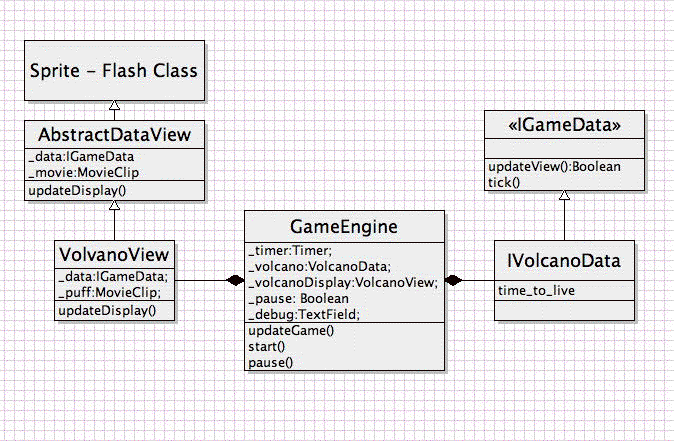 Sprite - Flash Class
AbstractDataView
_data:IGameData
_movie:MovieClip
updateDisplay()
VolvanoView
_data:IGameData;
_puff:MovieClip;
updateDisplay()
GameEngine
_timer:Timer;
_volcano:VolcanoData;
_volcanoDisplay:VolcanoView;
_pause: Boolean
_debug:TextField;
updateGame()
start()
pause()
«IGameData»
updateView():Boolean
tick()
IVolcanoData
time_to_live